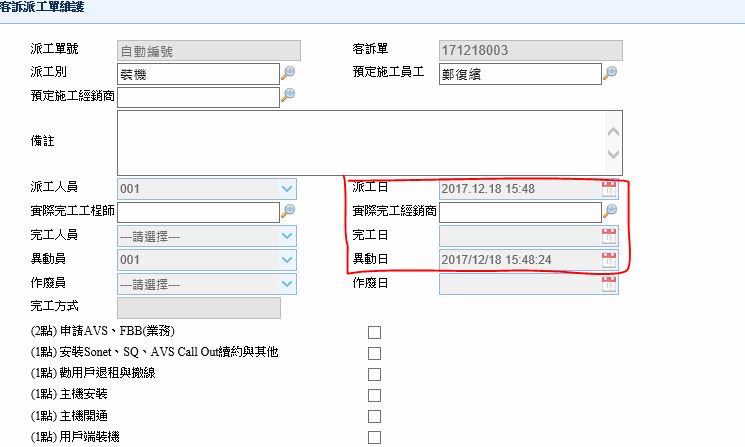 客訴派工單維護
派工單號 自動編號 客訴單 171218003
派工別 裝機 預定施工員工 鄭復纘
預定施工經銷商
備註
派工人員 001 派工日 2017.12.18 15:48
實際完工工程師 實際完工經銷商
完工人員 ---請選擇--- 完工日
異動員 001 異動日 2017/12/18 15:48:24
作廢員 ---請選擇--- 作廢日
完工方式
(2點) 申請AVS、FBB(業務)
(1點) 安裝Sonet、SQ、AVS Call Out續約與其他
(1點) 勸用戶退租與撤線
(1點) 主機安裝
(1點) 主機開通
(1點) 用戶端裝機